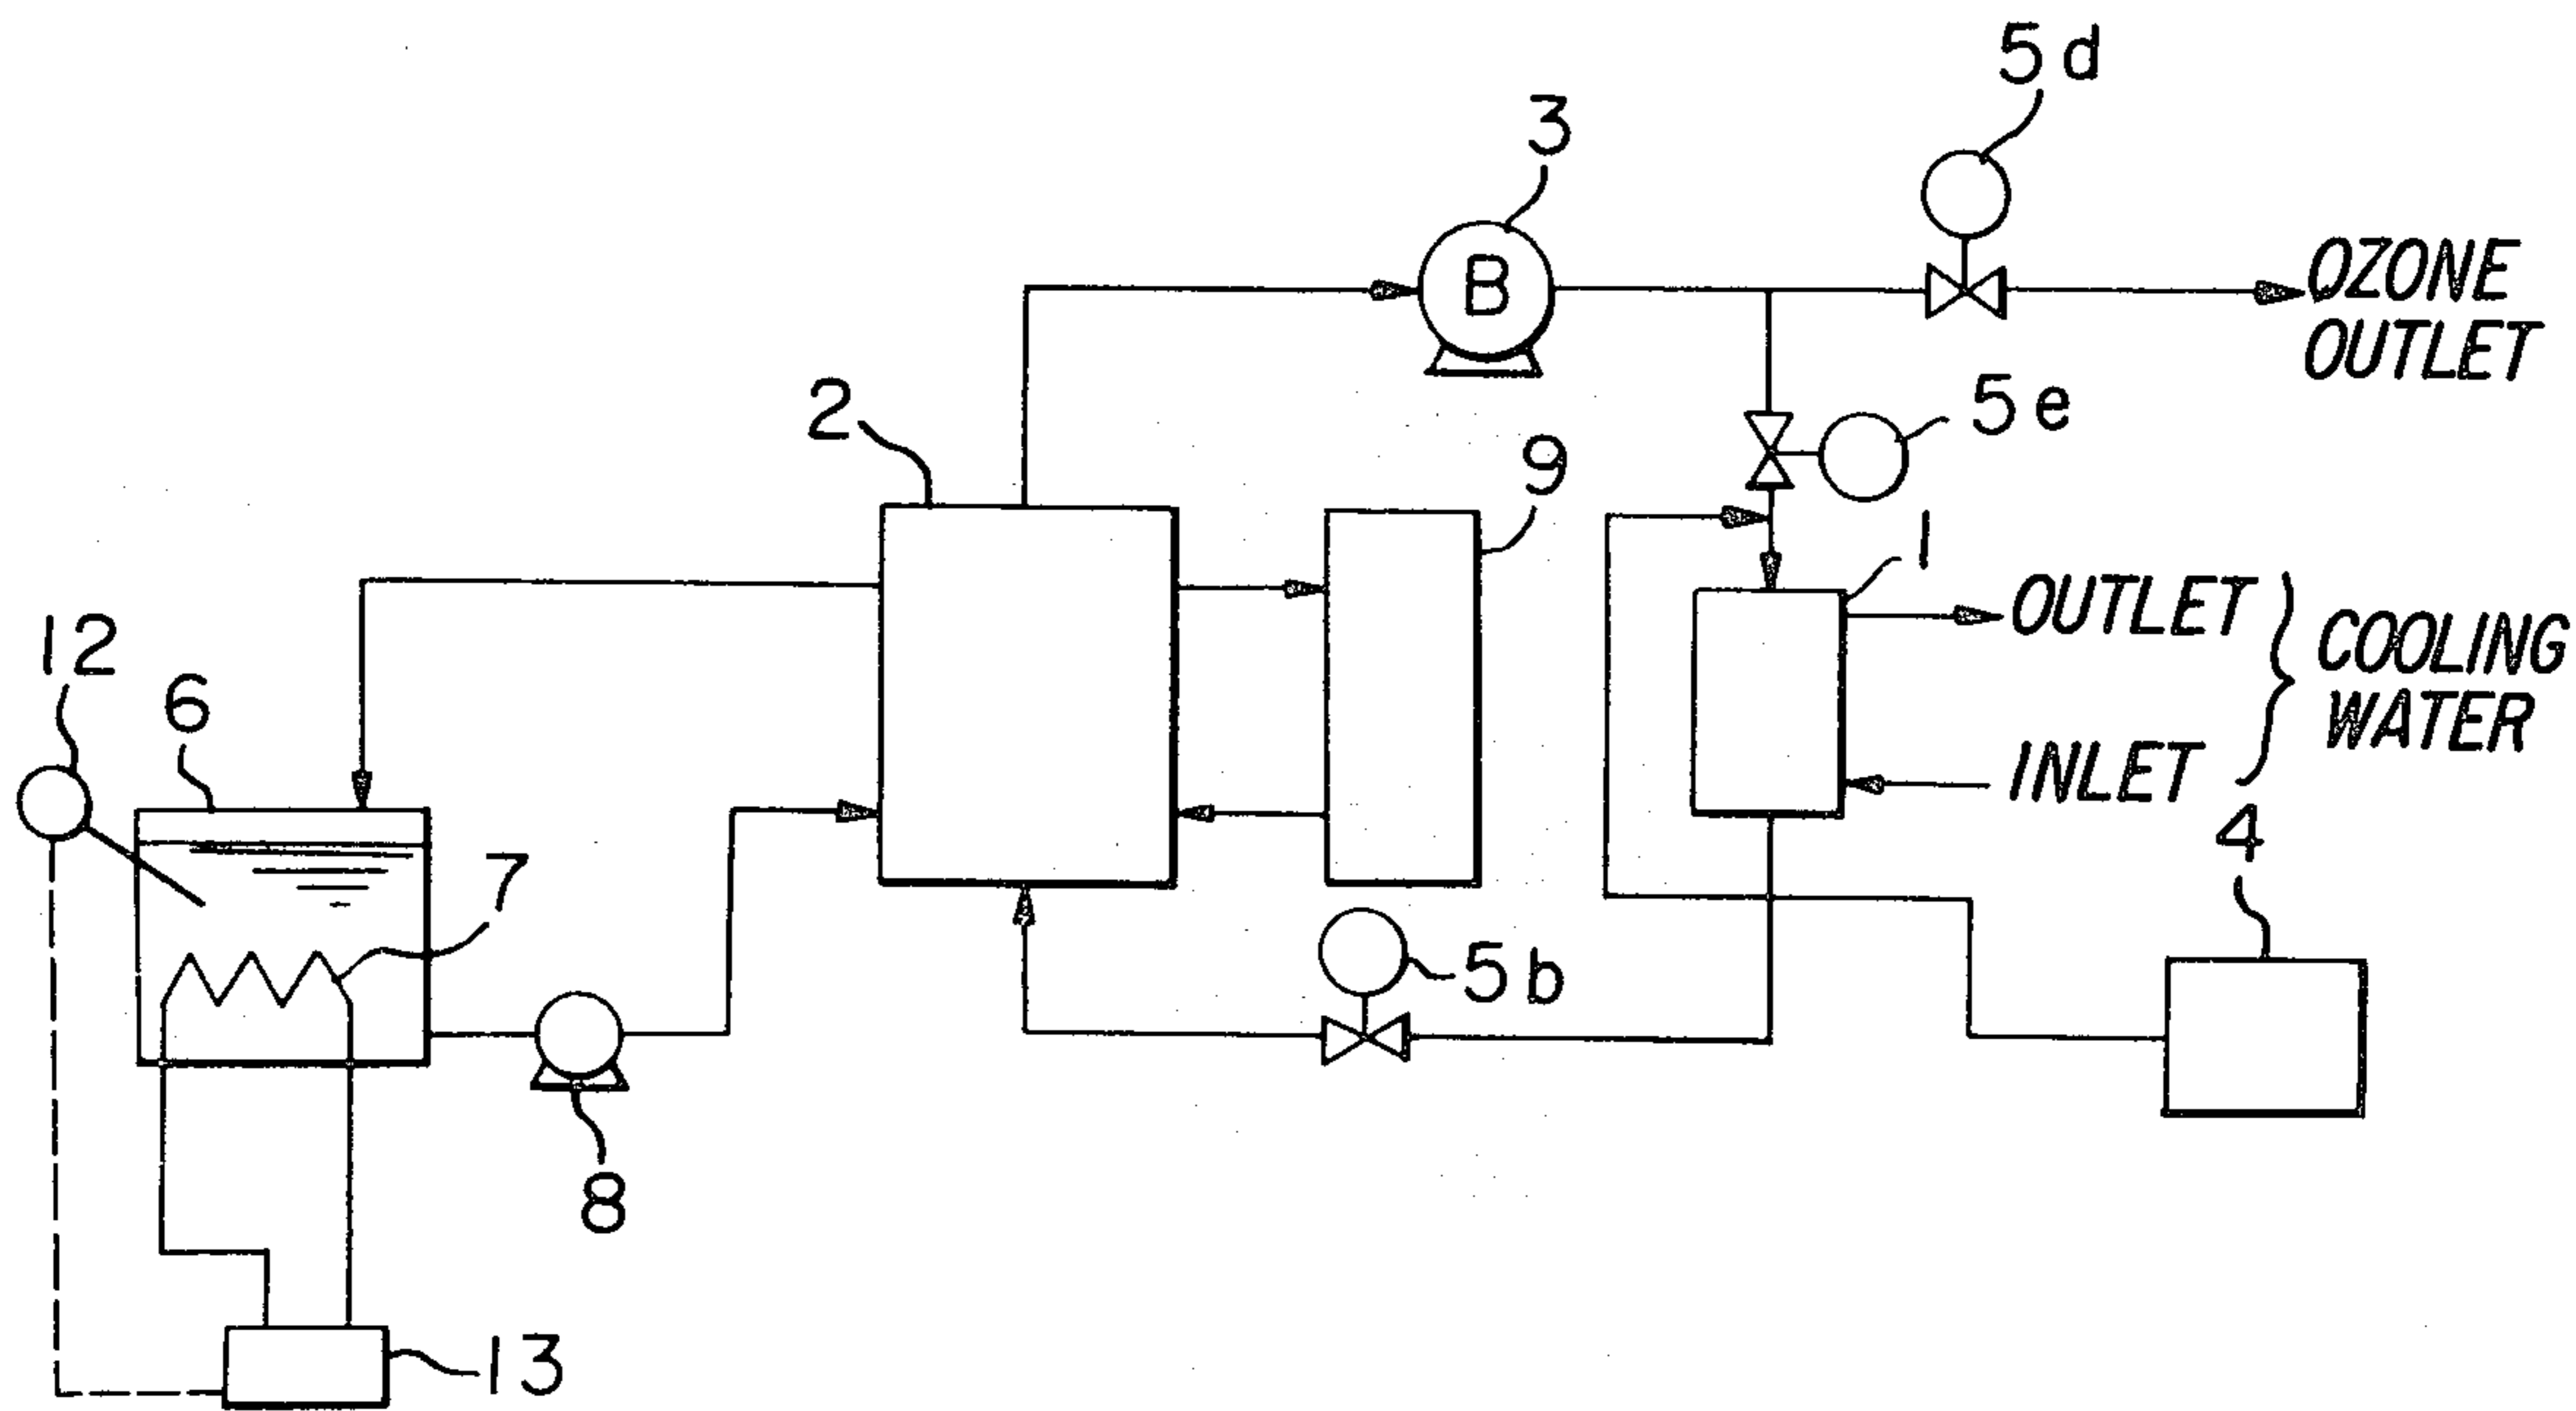 5d
3
B
OZONE
OUTLET
2
5e
9
1
OUTLET
COOLING
WATER
INLET
12
6
4
7
5b
8
13